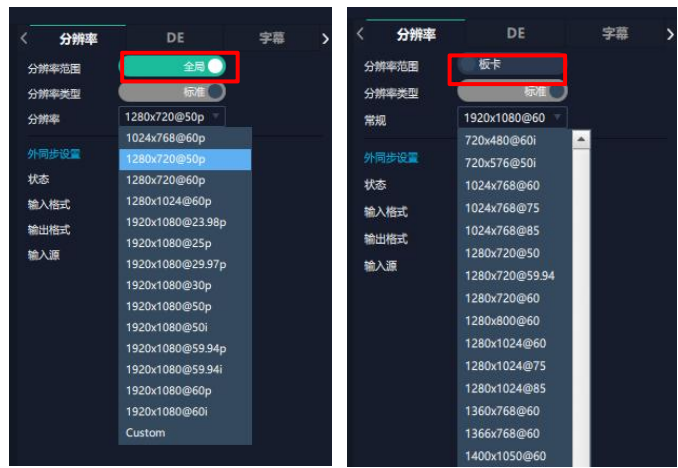 分辨率 DE 字幕
分辨率范围 全局
分辨率类型 标准
分辨率 1280x720@50p
1024x768@60p
外同步设置 1280x720@50p
状态 1280x720@60p
输入格式 1280x1024@60p
1920x1080@23.98p
输出格式 1920x1080@25p
输入源 1920x1080@29.97p
1920x1080@30p
1920x1080@50p
1920x1080@50i
1920x1080@59.94p
1920x1080@59.94i
1920x1080@60p
1920x1080@60i
Custom
分辨率 DE 字幕
分辨率范围 板卡
分辨率类型 标准
常规 1920x1080@60
720x480@60i
外同步设置 720x576@50i
状态 1024x768@60
输入格式 1024x768@75
输出格式 1024x768@85
1280x720@50
输入源 1280x720@59.94
1280x720@60
1280x800@60
1280x1024@60
1280x1024@75
1280x1024@85
1360x768@60
1366x768@60
1400x1050@60